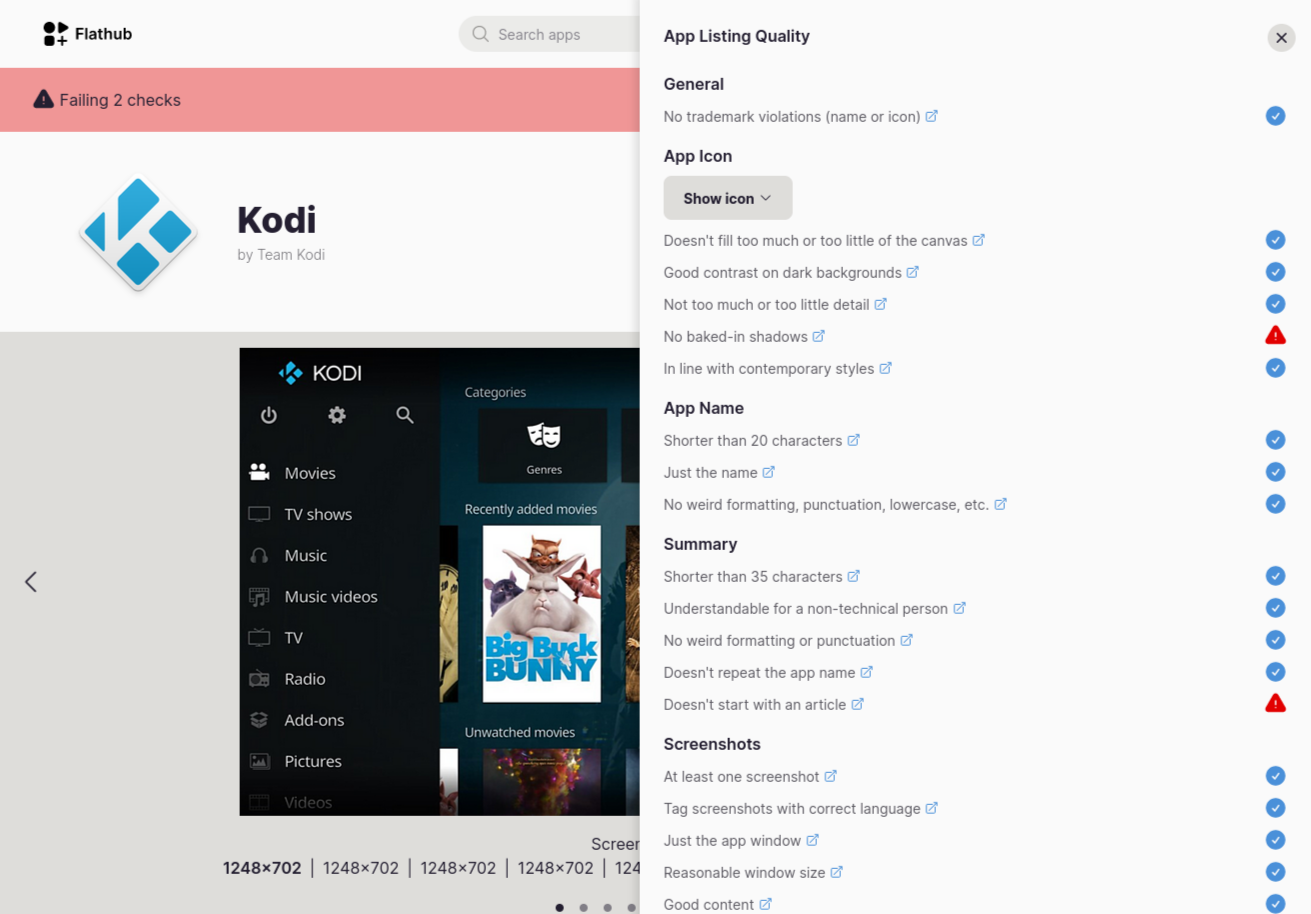 Flathub
Search apps
Failing 2 checks
Kodi
by Team Kodi
KODI
Movies
TV shows
Music
Music videos
TV
Radio
Add-ons
Pictures
Videos
Categories
Genres
Recently added movies
Big Buck
BUNNY
Unwatched movies
Screen
1248×702 | 1248×702 | 1248×702 | 1248×702 | 124
App Listing Quality
General
No trademark violations (name or icon)
App Icon
Show icon
Doesn't fill too much or too little of the canvas
Good contrast on dark backgrounds
Not too much or too little detail
No baked-in shadows
In line with contemporary styles
App Name
Shorter than 20 characters
Just the name
No weird formatting, punctuation, lowercase, etc.
Summary
Shorter than 35 characters
Understandable for a non-technical person
No weird formatting or punctuation
Doesn't repeat the app name
Doesn't start with an article
Screenshots
At least one screenshot
Tag screenshots with correct language
Just the app window
Reasonable window size
Good content